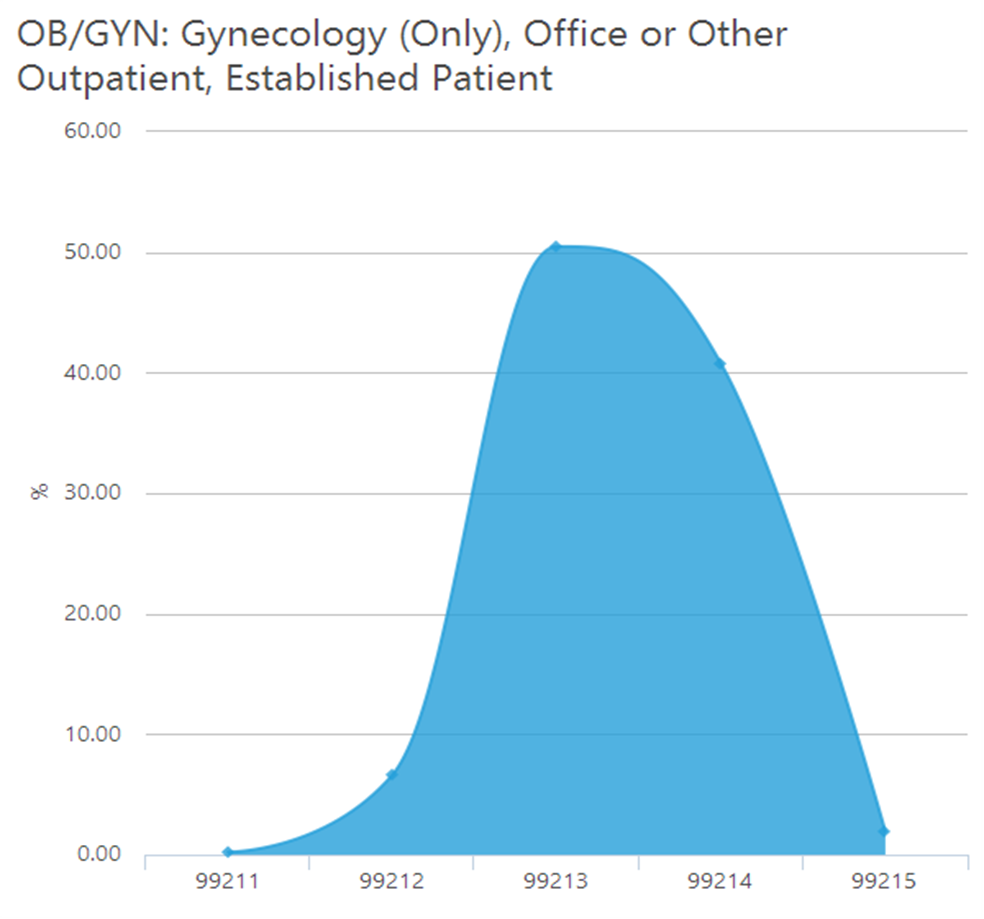 OB/GYN: Gynecology (Only), Office or Other
Outpatient, Established Patient
60.00
50.00
40.00
% 30.00
20.00
10.00
0.00
99211 99212 99213 99214 99215